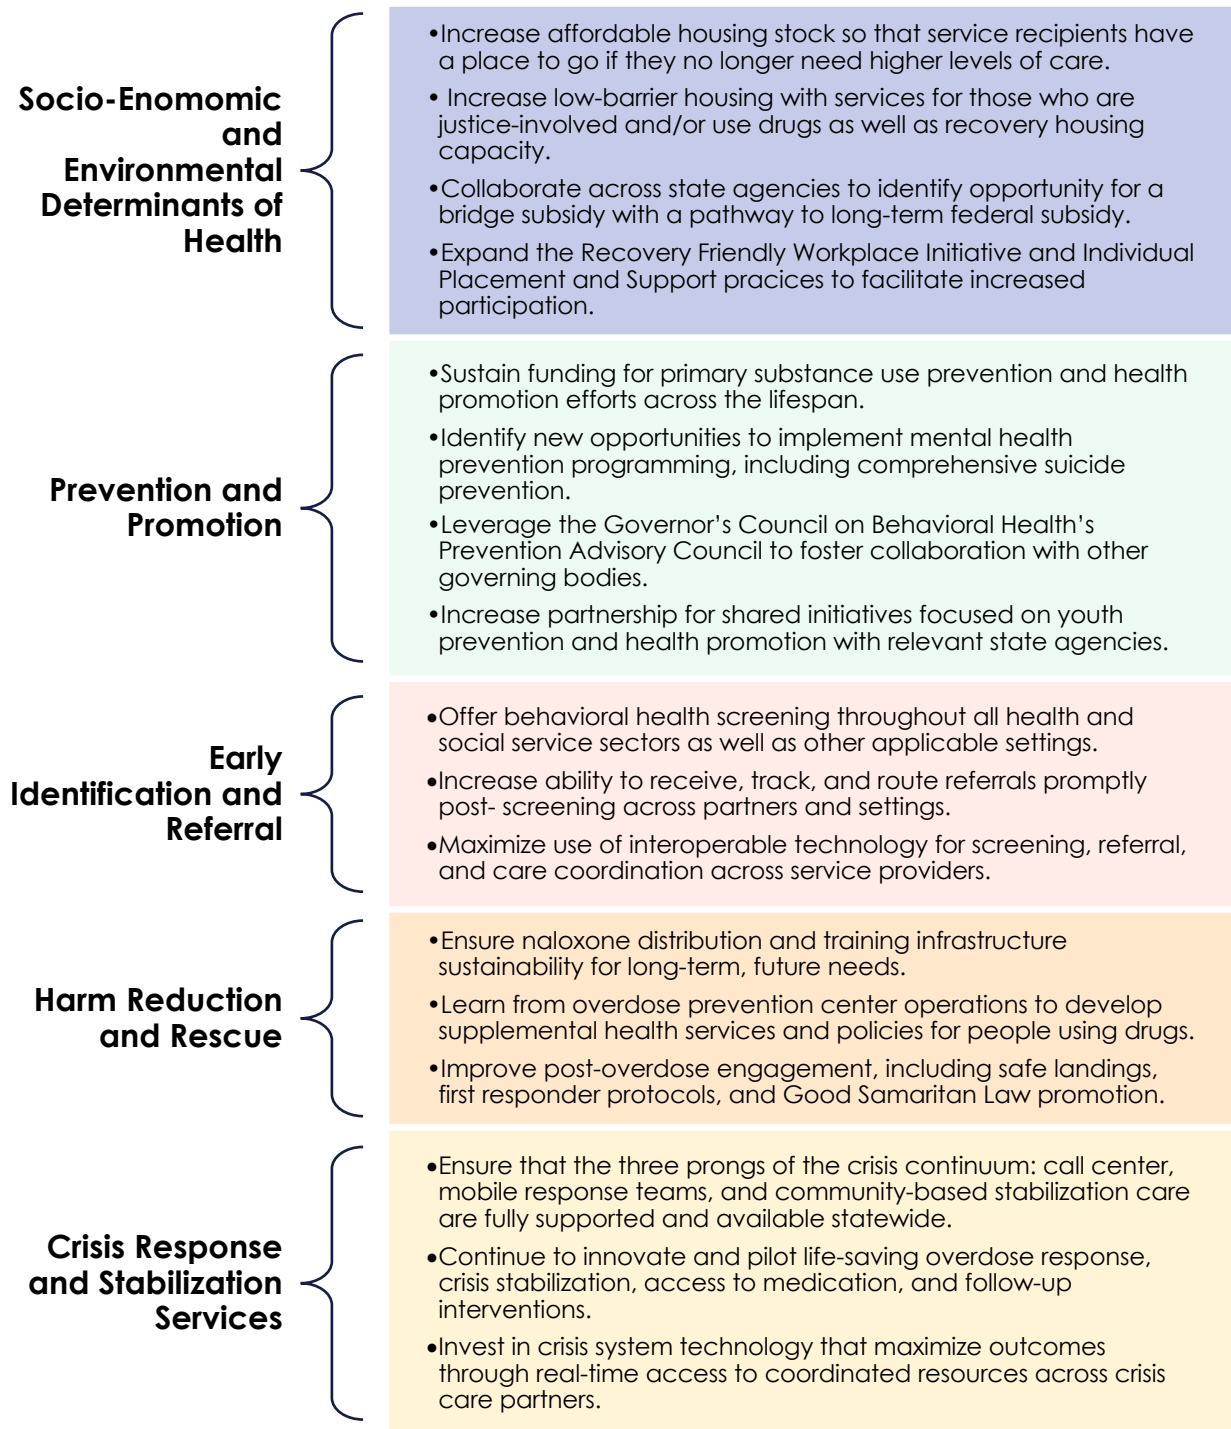 Socio-Enomomic
and
Environmental
Determinants of
Health
•Increase affordable housing stock so that service recipients have
a place to go if they no longer need higher levels of care.
• Increase low-barrier housing with services for those who are
justice-involved and/or use drugs as well as recovery housing
capacity.
•Collaborate across state agencies to identify opportunity for a
bridge subsidy with a pathway to long-term federal subsidy.
•Expand the Recovery Friendly Workplace Initiative and Individual
Placement and Support pracices to facilitate increased
participation.
Prevention and
Promotion
•Sustain funding for primary substance use prevention and health
promotion efforts across the lifespan.
•Identify new opportunities to implement mental health
prevention programming, including comprehensive suicide
prevention.
•Leverage the Governor’s Council on Behavioral Health’s
Prevention Advisory Council to foster collaboration with other
governing bodies.
•Increase partnership for shared initiatives focused on youth
prevention and health promotion with relevant state agencies.
Early
Identification and
Referral
•Offer behavioral health screening throughout all health and
social service sectors as well as other applicable settings.
•Increase ability to receive, track, and route referrals promptly
post- screening across partners and settings.
•Maximize use of interoperable technology for screening, referral,
and care coordination across service providers.
Harm Reduction
and Rescue
•Ensure naloxone distribution and training infrastructure
sustainability for long-term, future needs.
•Learn from overdose prevention center operations to develop
supplemental health services and policies for people using drugs.
•Improve post-overdose engagement, including safe landings,
first responder protocols, and Good Samaritan Law promotion.
Crisis Response
and Stabilization
Services
•Ensure that the three prongs of the crisis continuum: call center,
mobile response teams, and community-based stabilization care
are fully supported and available statewide.
•Continue to innovate and pilot life-saving overdose response,
crisis stabilization, access to medication, and follow-up
interventions.
•Invest in crisis system technology that maximize outcomes
through real-time access to coordinated resources across crisis
care partners.